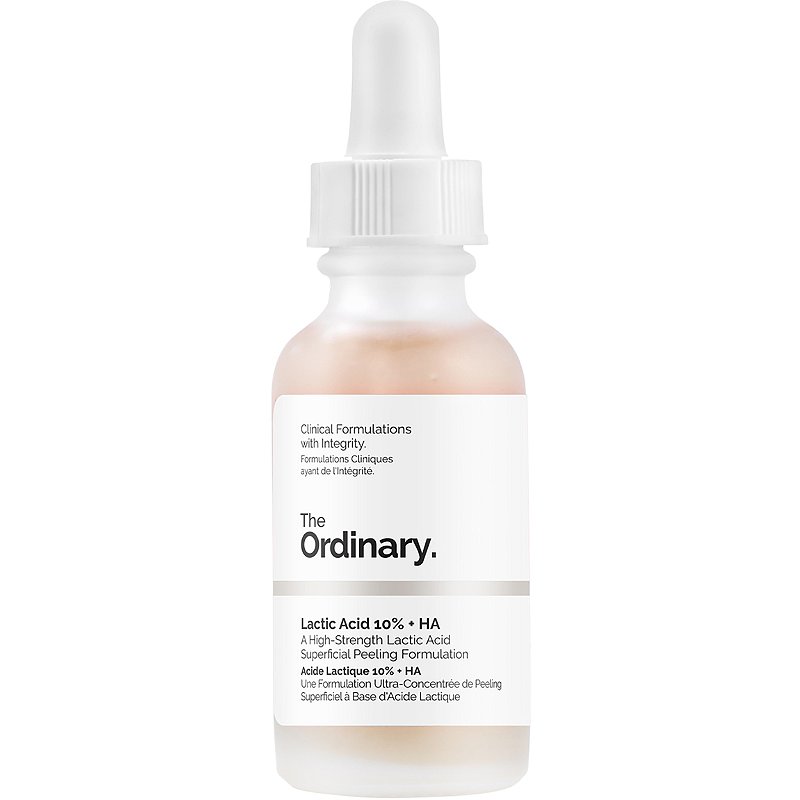 Clinical Formulations
with Integrity.
Formulations Cliniques
ayant de l'Intégrité.
The
Ordinary.
Lactic Acid 10% + HA
A High-Strength Lactic Acid
Superficial Peeling Formulation
Acide Lactique 10% + HA
Une Formulation Ultra-Concentrée de Peeling
Superficiel à Base d'Acide Lactique